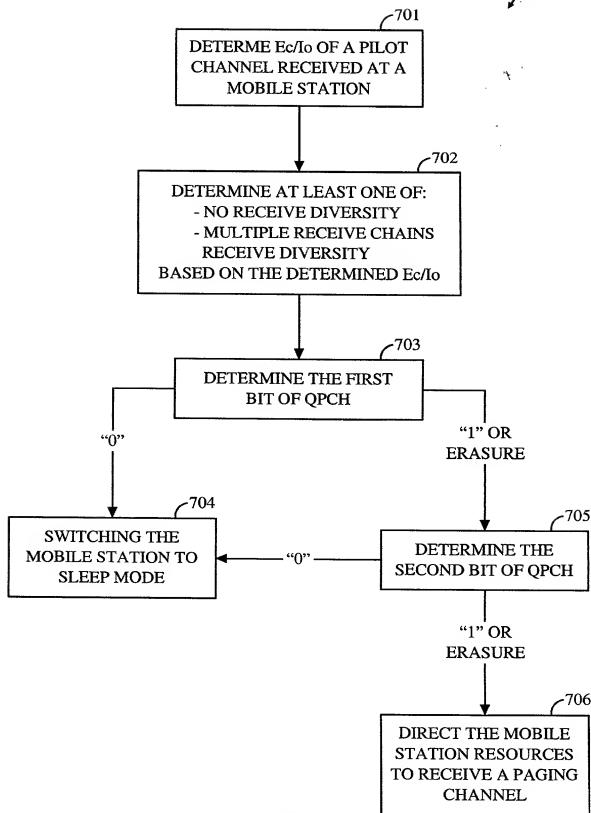 701
DETERME Ec/Io OF A PILOT
CHANNEL RECEIVED AT A
MOBILE STATION
702
DETERMINE AT LEAST ONE OF:
- NO RECEIVE DIVERSITY
- MULTIPLE RECEIVE CHAINS
RECEIVE DIVERSITY
BASED ON THE DETERMINED Ec/Io
703
DETERMINE THE FIRST
BIT OF QPCH
"0"
"1" OR
ERASURE
704
SWITCHING THE
MOBILE STATION TO
SLEEP MODE
"0"
705
DETERMINE THE
SECOND BIT OF QPCH
"1" OR
ERASURE
706
DIRECT THE MOBILE
STATION RESOURCES
TO RECEIVE A PAGING
CHANNEL